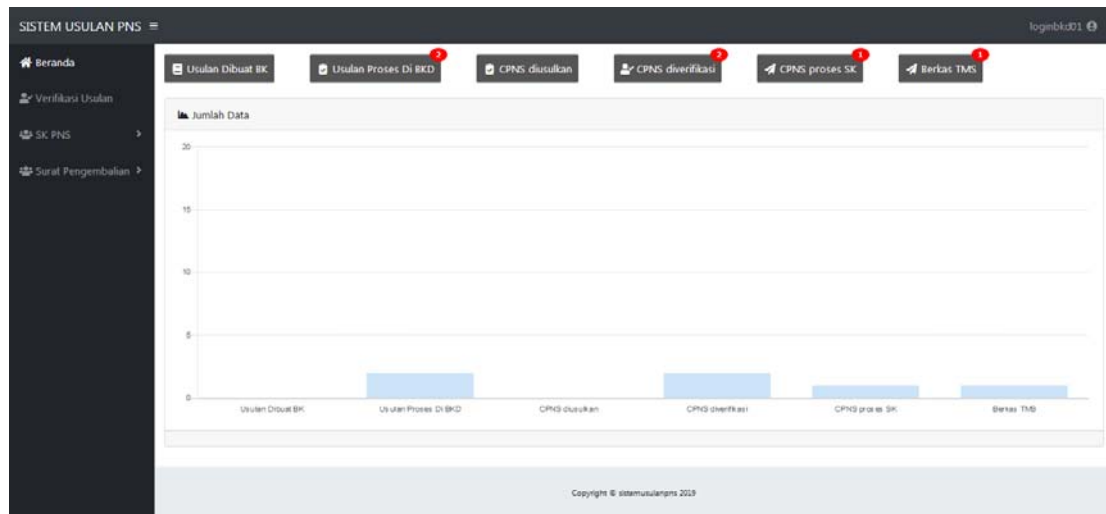 SISTEM USULAN PNS
loginbkd01
Beranda
Verifikasi Usulan
SK PNS
Surat Pengembalian
Usulan Dibuat BK
Usulan Proses Di BKD
2
CPNS diusulkan
CPNS diverifikasi
2
CPNS proses SK
1
Berkas TMS
1
Jumlah Data
20
15
10
5
0
Usulan Dibuat BK
Usulan Proses Di BKD
CPNS diusulkan
CPNS diverifikasi
CPNS proses SK
Berkas TMS
Copyright © sistemusulanpns 2019